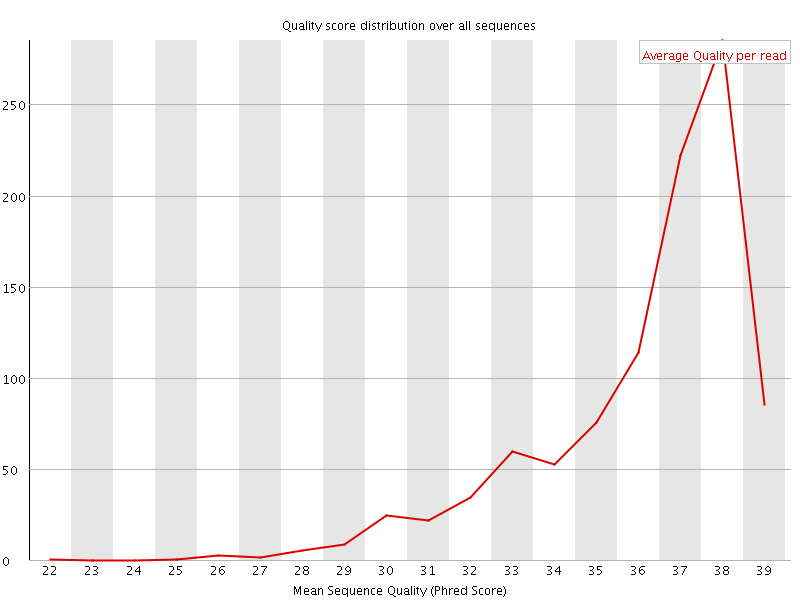 Quality score distribution over all sequences
Average Quality per read
250
200
150
100
50
0
22 23 24 25 26 27 28 29 30 31 32 33 34 35 36 37 38 39
Mean Sequence Quality (Phred Score)